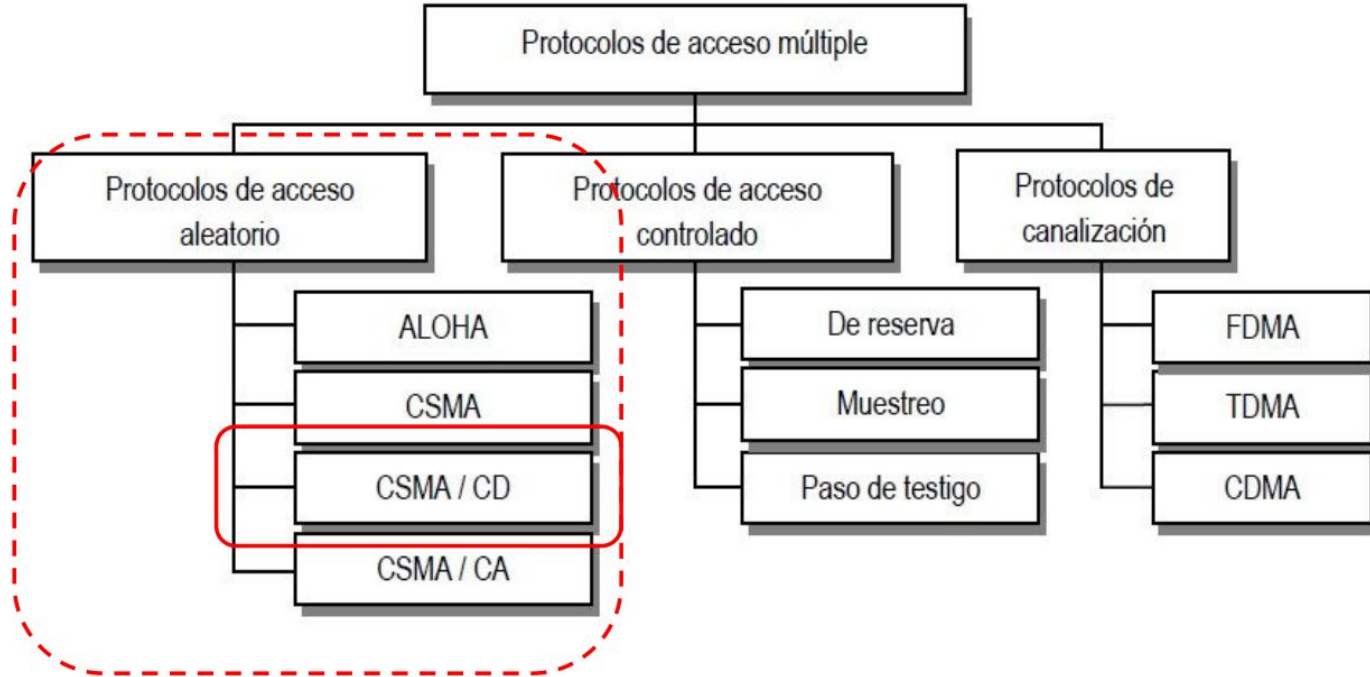 Protocolos de acceso múltiple
Protocolos de acceso
aleatorio
ALOHA
CSMA
CSMA / CD
CSMA / CA
Protocolos de acceso
controlado
De reserva
Muestreo
Paso de testigo
Protocolos de
canalización
FDMA
TDMA
CDMA